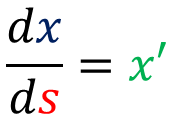 dx/ds = x′